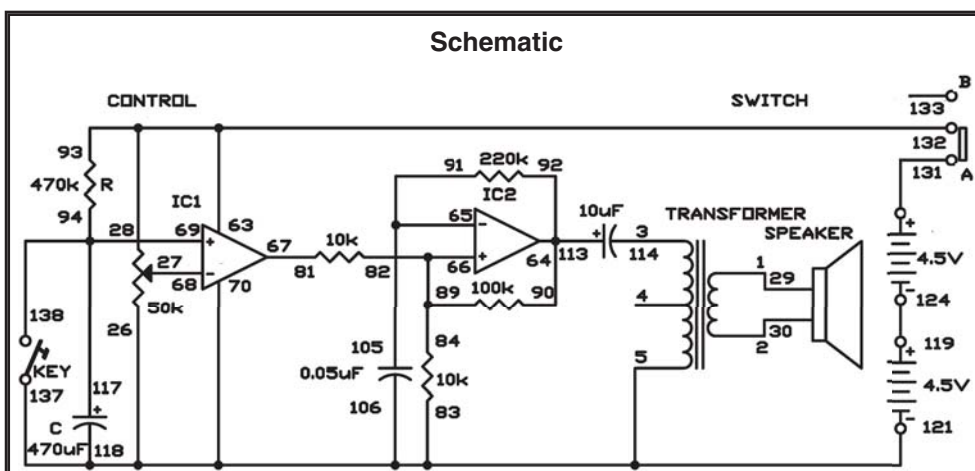 Schematic
B
CONTROL
SWITCH
133
132
93
91
220k
92
131
A
470k
R
IC2
94
IC1
10uF
TRANSFORMER
28
69
+
63
65
-
+
3
SPEAKER
+
67
10k
1
4.5V
27
68
-
70
81
82
66
+
64
113
114
29
-
50k
89
100k
90
4
124
138
26
30
+
119
105
84
5
2
KEY
0.05uF
10k
4.5V
137
117
+
106
83
-
121
C
470uF
118